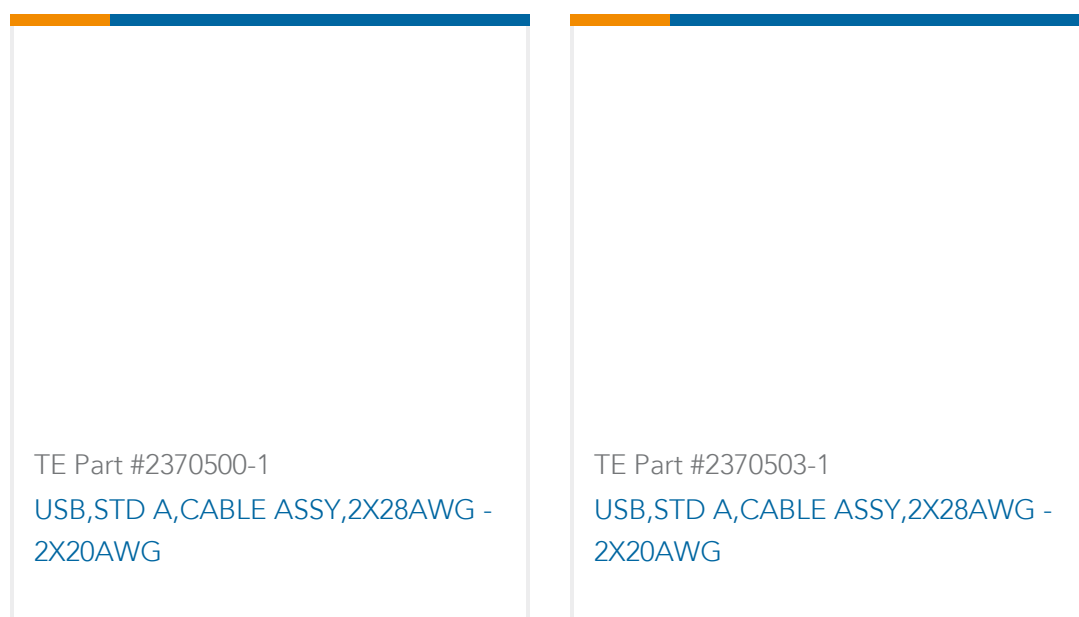 TE Part #2370500-1
USB,STD A,CABLE ASSY,2X28AWG -
2X20AWG
TE Part #2370503-1
USB,STD A,CABLE ASSY,2X28AWG -
2X20AWG